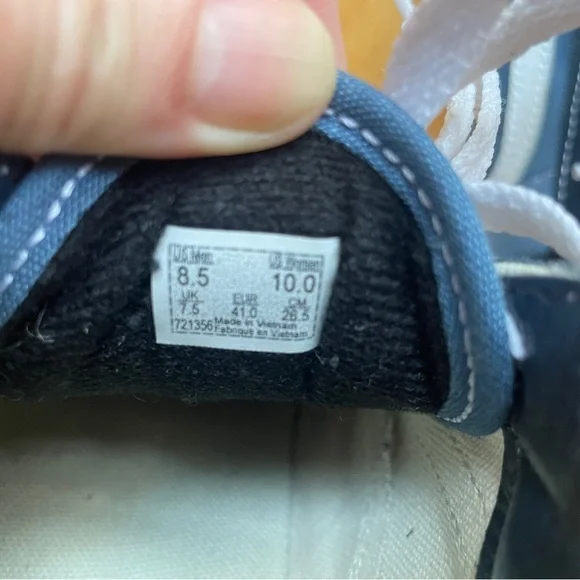 US Men US Women
8.5 10.0
UK EUR CM
7.5 41.0 26.5
721356 Made in Vietnam
Fabriqué en Vietnam